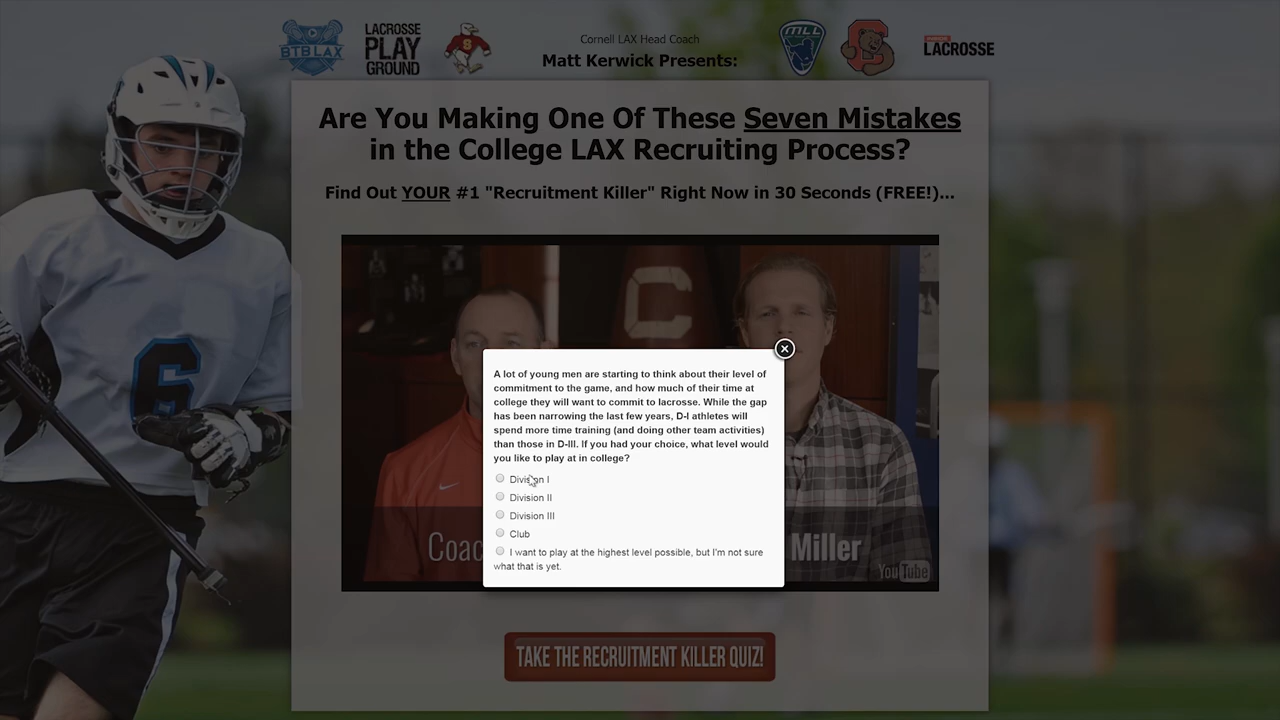 BTB LAX
LACROSSE
PLAY
GROUND
S
Cornell LAX Head Coach
Matt Kerwick Presents:
MLL
LACROSSE
Are You Making One Of These Seven Mistakes
in the College LAX Recruiting Process?
Find Out YOUR #1 "Recruitment Killer" Right Now in 30 Seconds (FREE!)...
C
6
A lot of young men are starting to think about their level of
commitment to the game, and how much of their time at
college they will want to commit to lacrosse. While the gap
has been narrowing the last few years, D-I athletes will
spend more time training (and doing other team activities)
than those in D-III. If you had your choice, what level would
you like to play at in college?
Division I
Division II
Division III
Club
I want to play at the highest level possible, but I'm not sure
what that is yet.
Coac
Miller
YouTube
TAKE THE RECRUITMENT KILLER QUIZ!